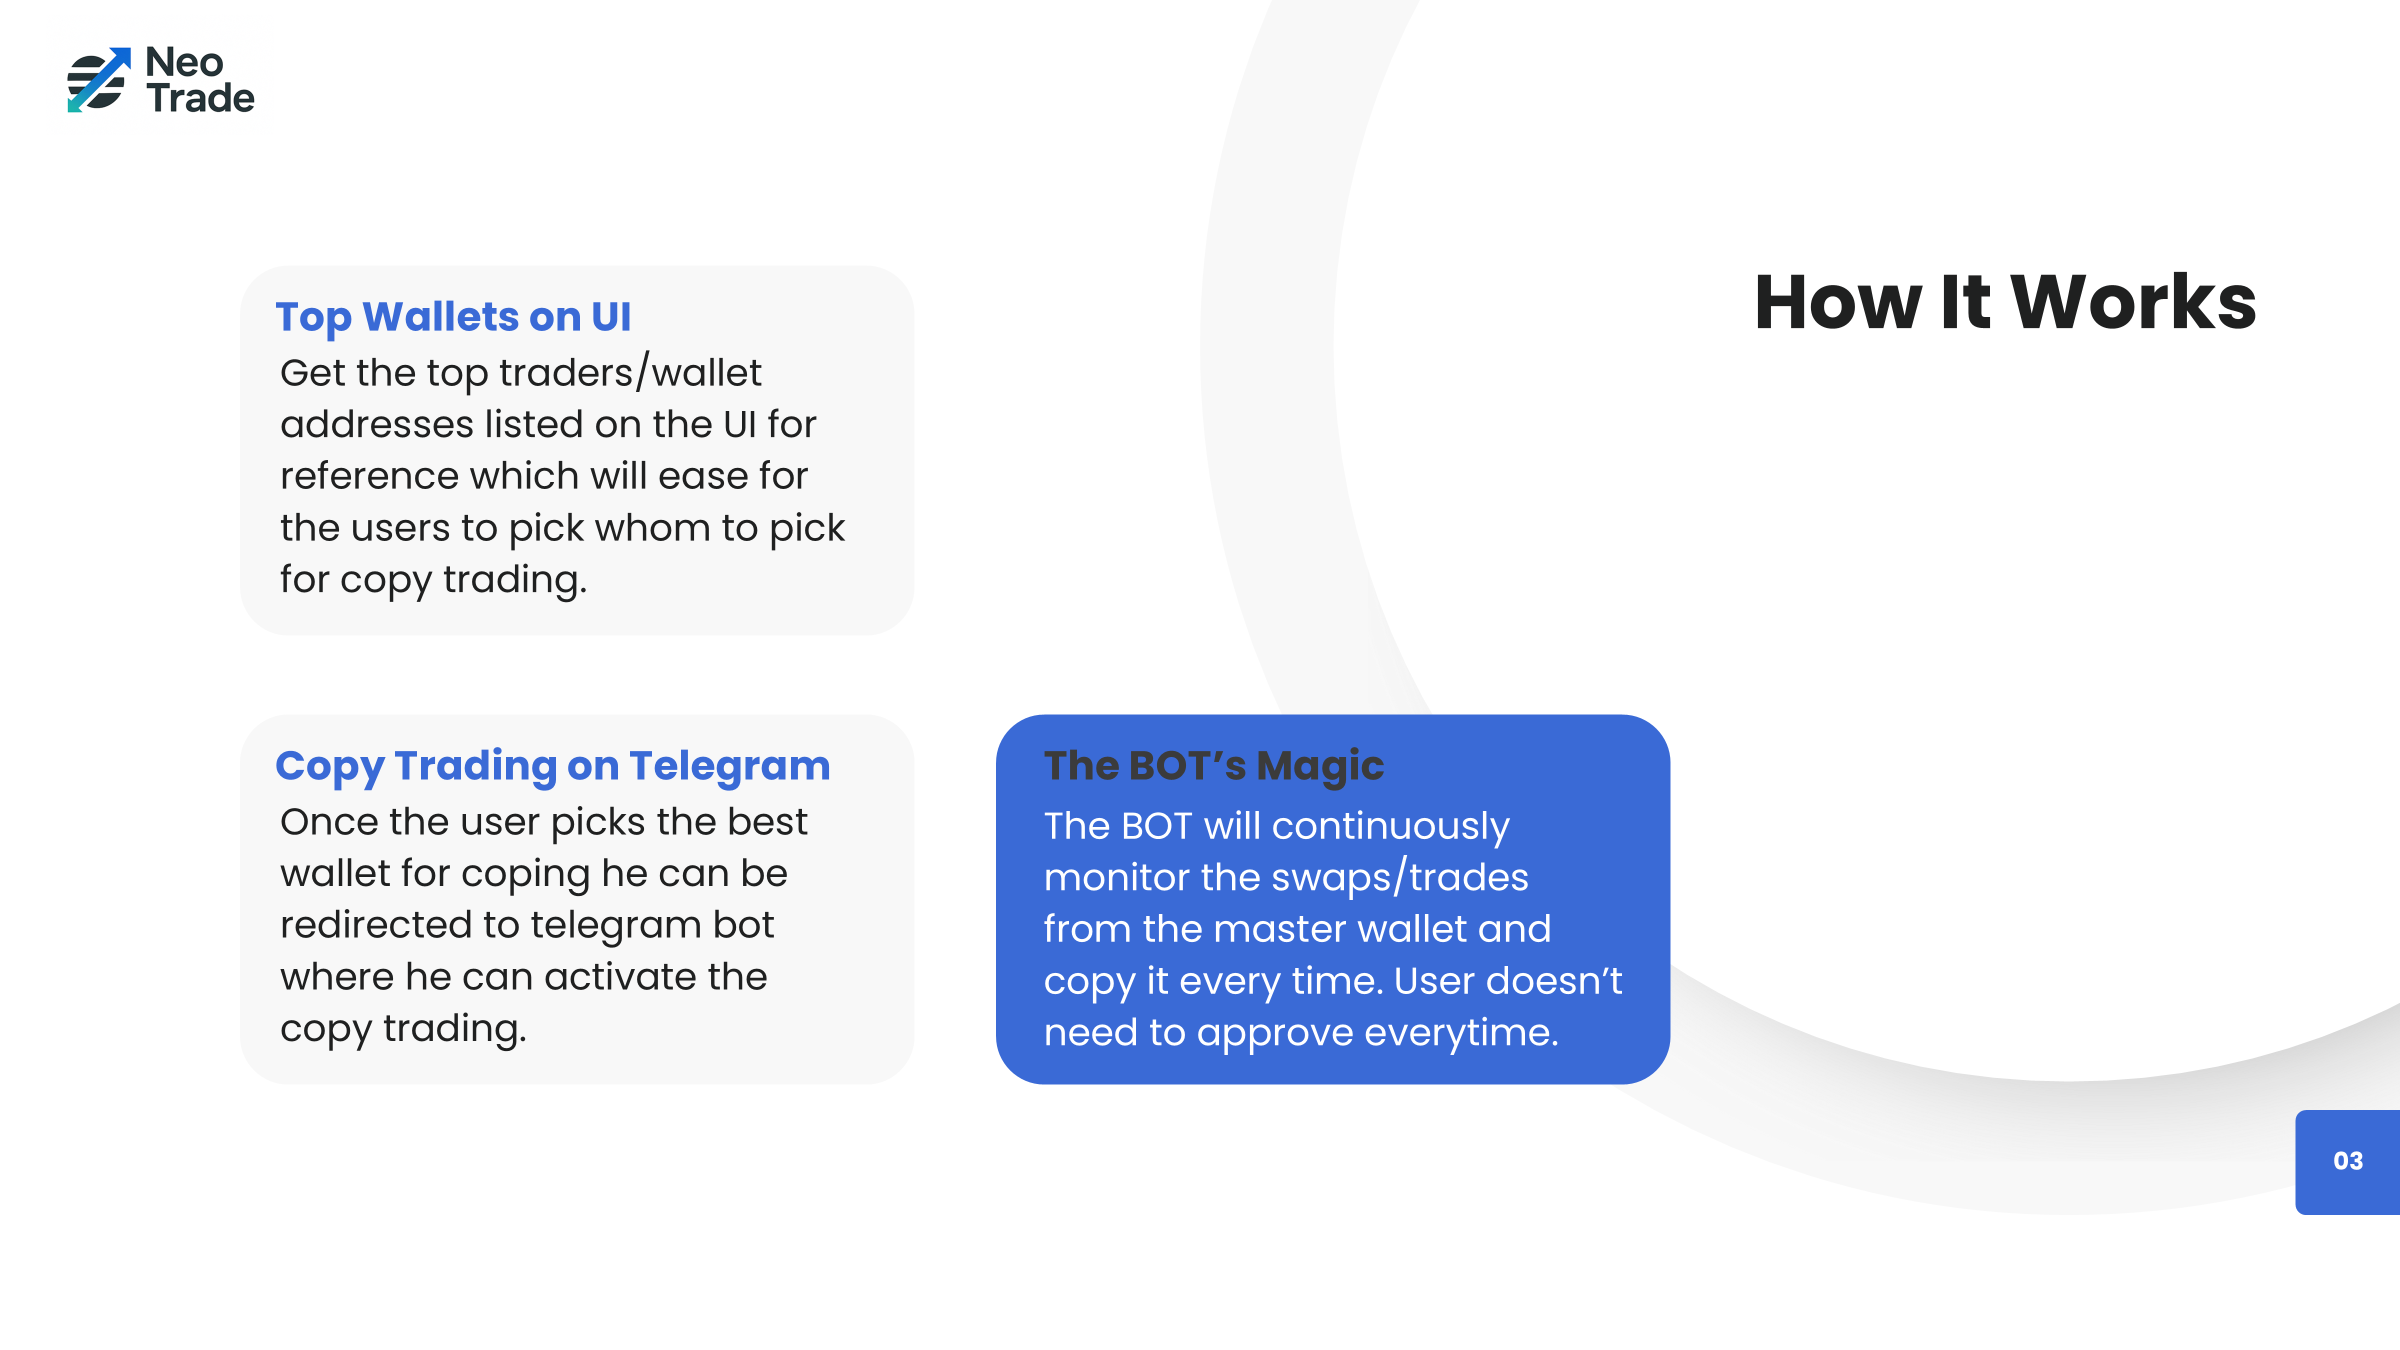 Neo
Trade
How It Works
Top Wallets on UI
Get the top traders/wallet
addresses listed on the UI for
reference which will ease for
the users to pick whom to pick
for copy trading.
Copy Trading on Telegram
Once the user picks the best
wallet for coping he can be
redirected to telegram bot
where he can activate the
copy trading.
The BOT’s Magic
The BOT will continuously
monitor the swaps/trades
from the master wallet and
copy it every time. User doesn’t
need to approve everytime.
03